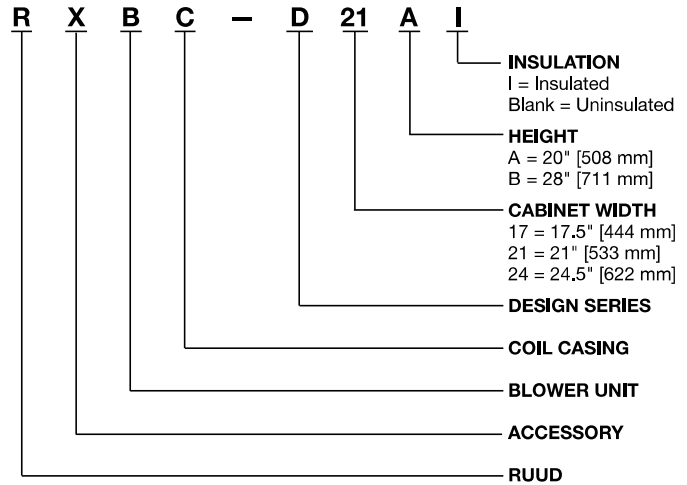 R X B C – D 21 A I
INSULATION
I = Insulated
Blank = Uninsulated
HEIGHT
A = 20" [508 mm]
B = 28" [711 mm]
CABINET WIDTH
17 = 17.5" [444 mm]
21 = 21" [533 mm]
24 = 24.5" [622 mm]
DESIGN SERIES
COIL CASING
BLOWER UNIT
ACCESSORY
RUUD